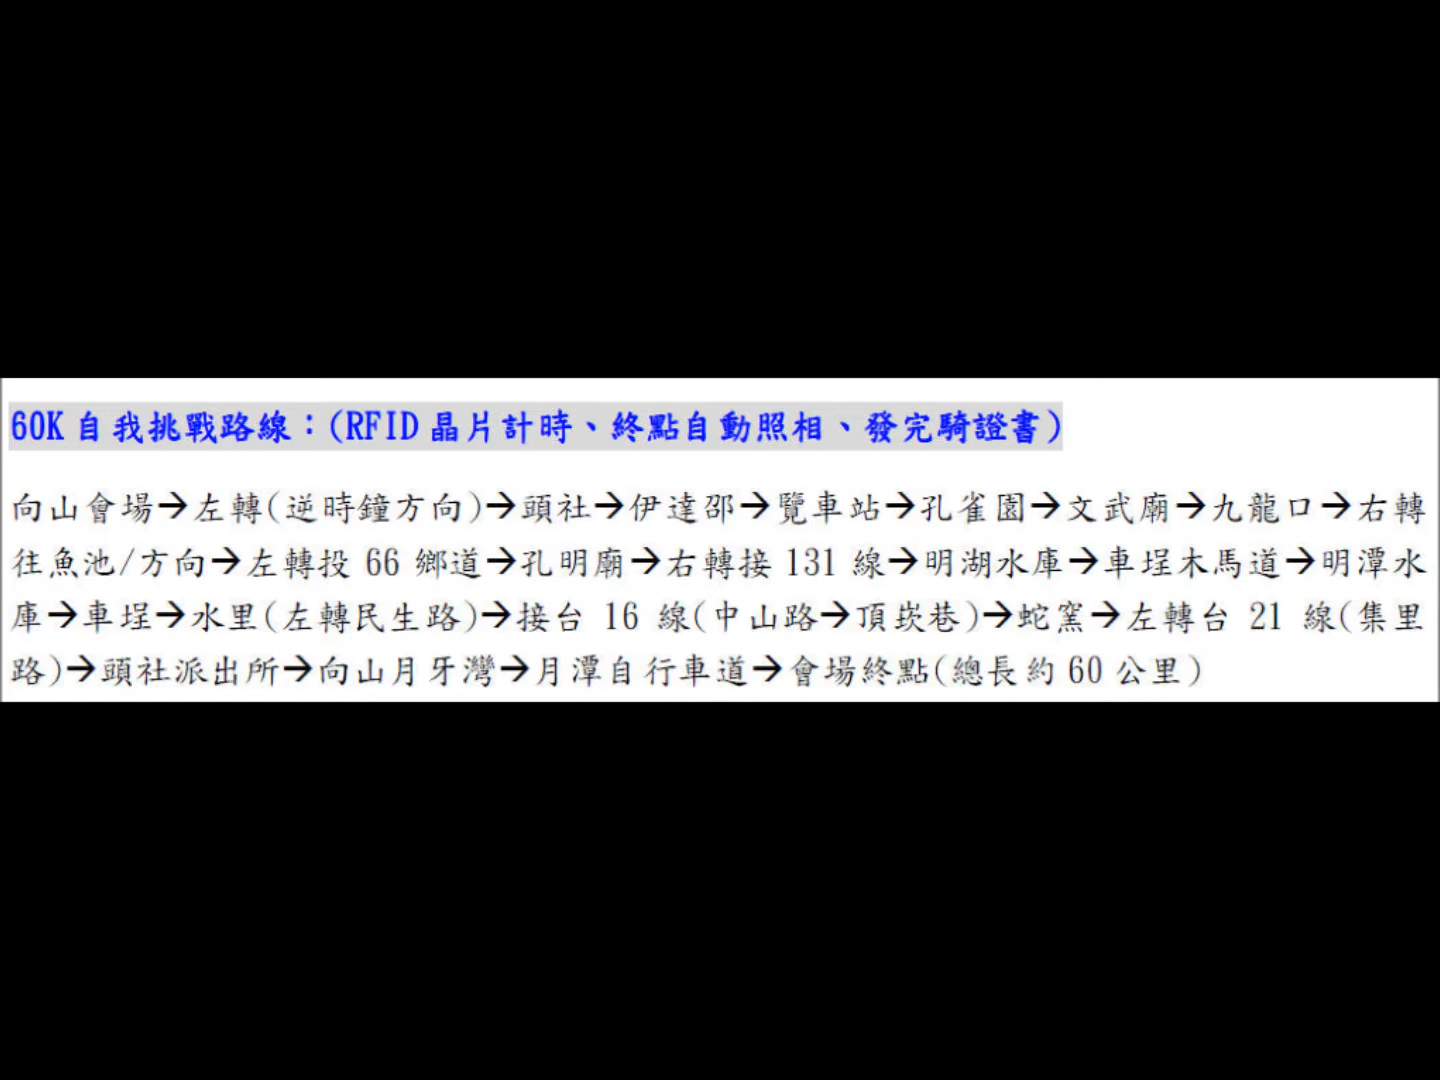 60K自我挑戰路線：(RFID晶片計時、終點自動照相、發完騎證書)
向山會場→左轉(逆時鐘方向)→頭社→伊達邵→覽車站→孔雀園→文武廟→九龍口→右轉
往魚池/方向→左轉投 66 鄉道→孔明廟→右轉接 131 線→明湖水庫→車埕木馬道→明潭水
庫→車埕→水里(左轉民生路)→接台 16 線(中山路→頂崁巷)→蛇窯→左轉台 21 線(集里
路)→頭社派出所→向山月牙灣→月潭自行車道→會場終點(總長約 60 公里)